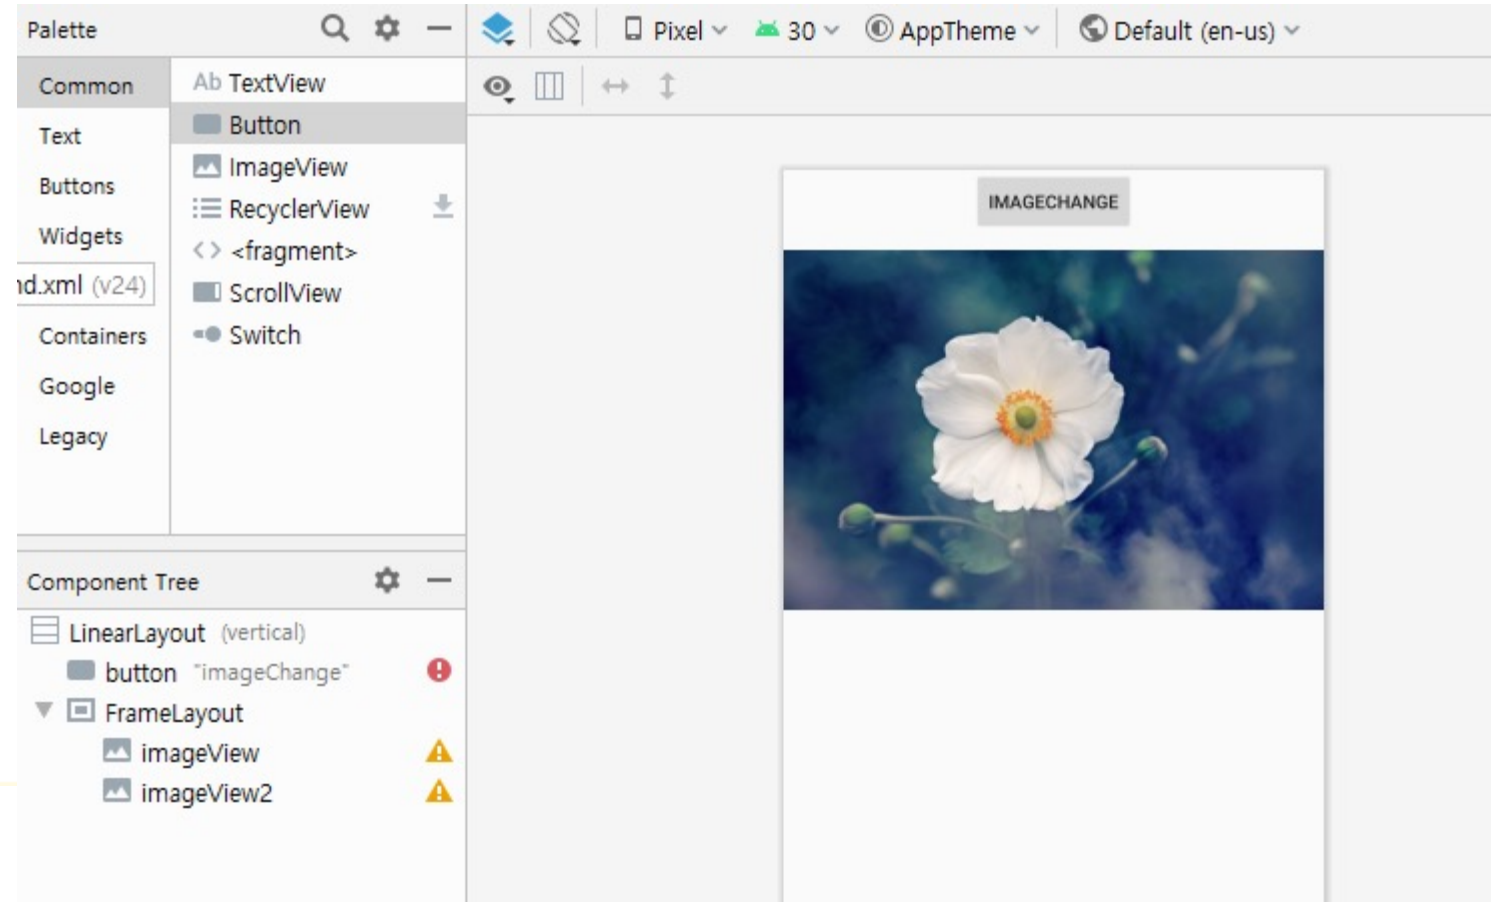 Palette
Pixel
30
AppTheme
Default (en-us)
Common
Text
Buttons
Widgets
nd.xml (v24)
Containers
Google
Legacy
Ab TextView
Button
ImageView
RecyclerView
<fragment>
ScrollView
Switch
IMAGECHANGE
Component Tree
LinearLayout (vertical)
button "imageChange"
FrameLayout
imageView
imageView2